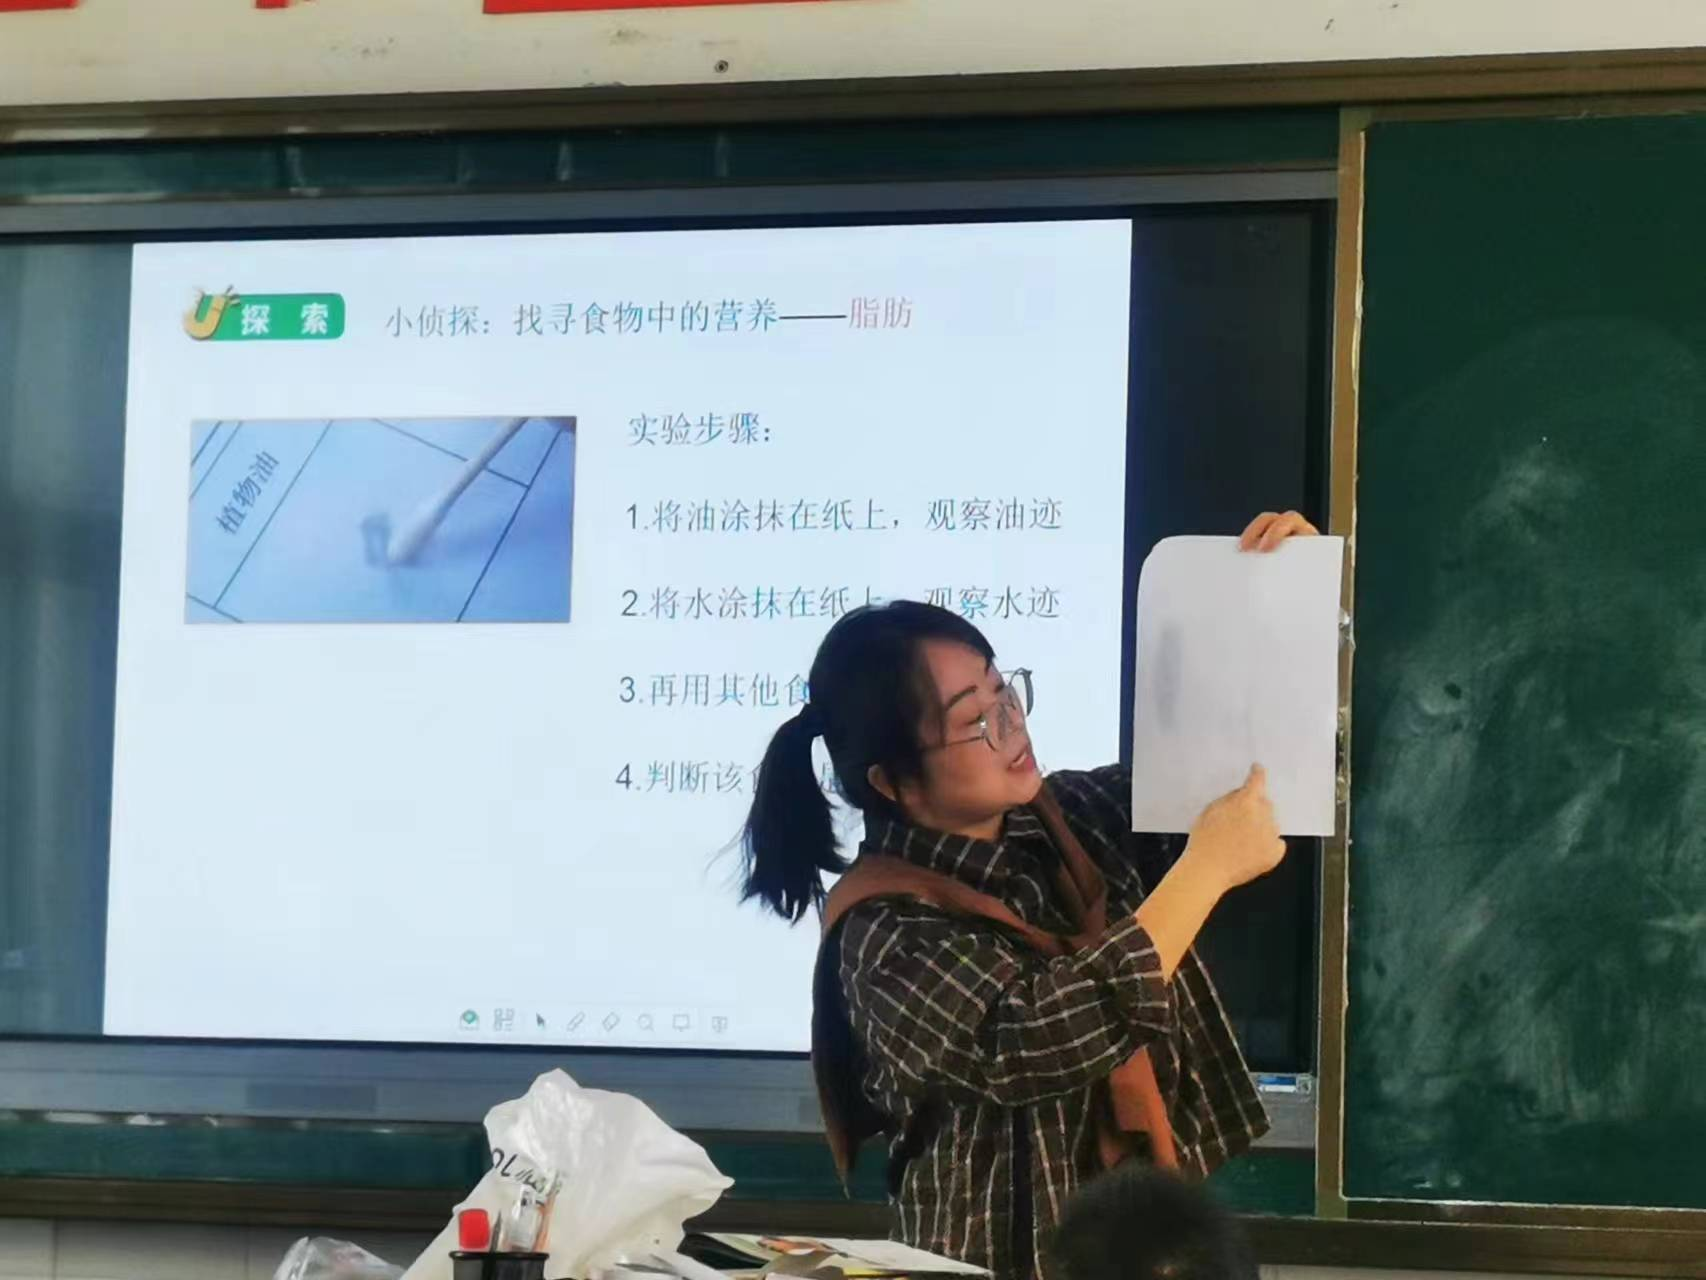 探索 小侦探：找寻食物中的营养——脂肪
植物油
实验步骤：
1.将油涂抹在纸上，观察油迹
2.将水涂抹在纸上，观察水迹
3.再用其他食
4.判断该食